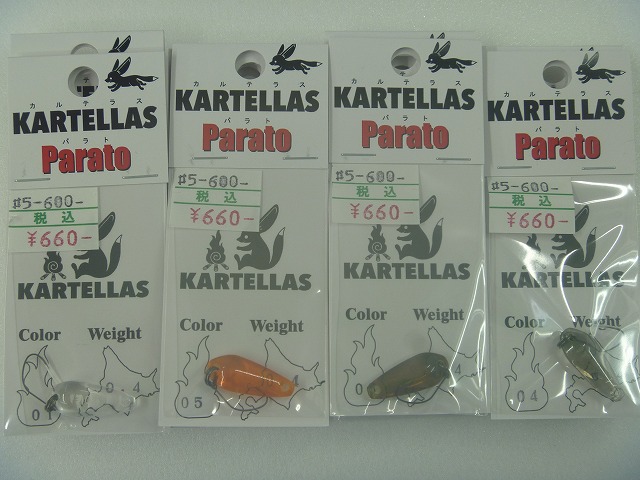 カルテラス
KARTELLAS
パラト
Parato
#5-600-
税込
¥660-
KARTELLAS
Color Weight
0.4
カルテラス
KARTELLAS
パラト
Parato
#5-600-
税込
¥660-
KARTELLAS
Color Weight
05
カルテラス
KARTELLAS
パラト
Parato
#5-600-
税込
¥660-
KARTELLAS
Color Weight
カルテラス
KARTELLAS
パラト
Parato
#5-600-
税込
¥660-
KARTELLAS
Color Weight
04